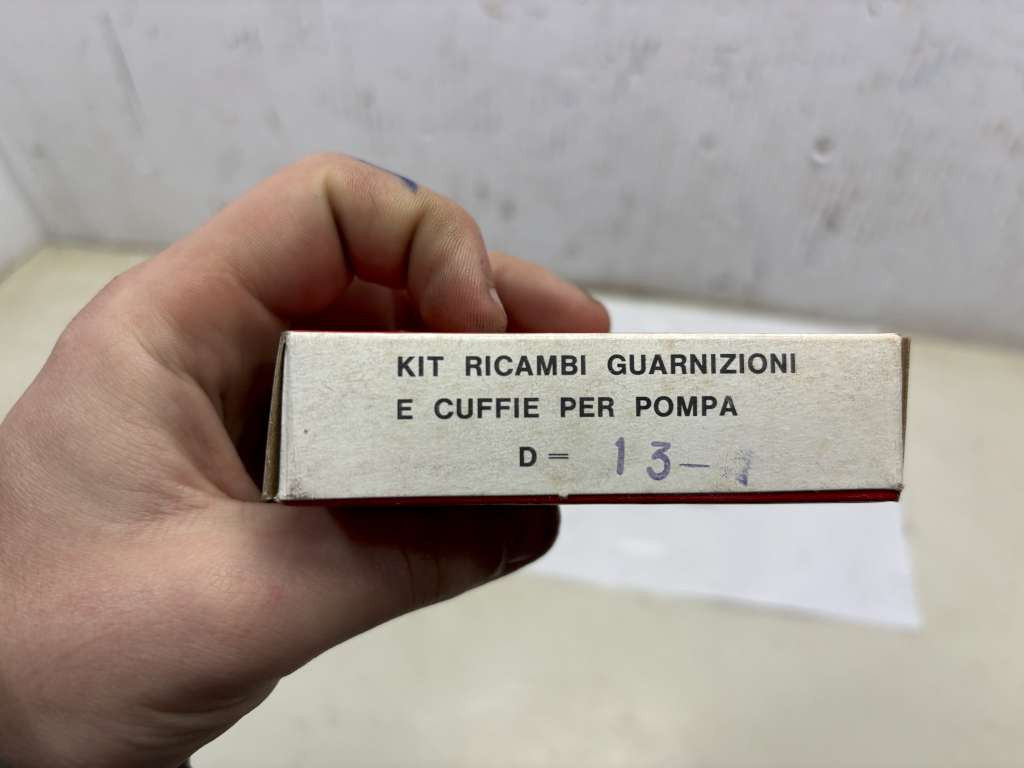 KIT RICAMBI GUARNIZIONI
E CUFFIE PER POMPA
D = 13-